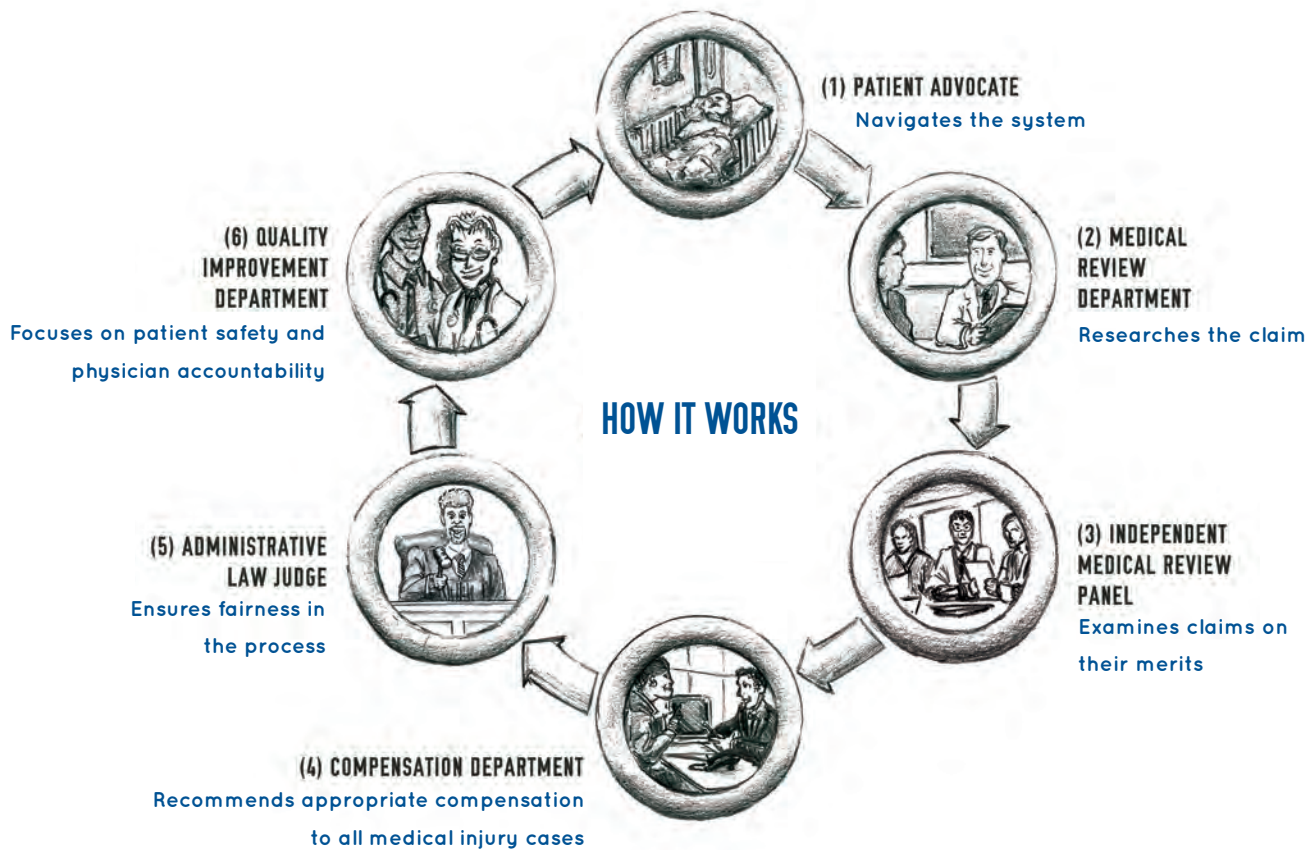 (1) PATIENT ADVOCATE
Navigates the system
(2) MEDICAL
REVIEW
DEPARTMENT
Researches the claim
(3) INDEPENDENT
MEDICAL REVIEW
PANEL
Examines claims on
their merits
(4) COMPENSATION DEPARTMENT
Recommends appropriate compensation
to all medical injury cases
(5) ADMINISTRATIVE
LAW JUDGE
Ensures fairness in
the process
(6) QUALITY
IMPROVEMENT
DEPARTMENT
Focuses on patient safety and
physician accountability
HOW IT WORKS